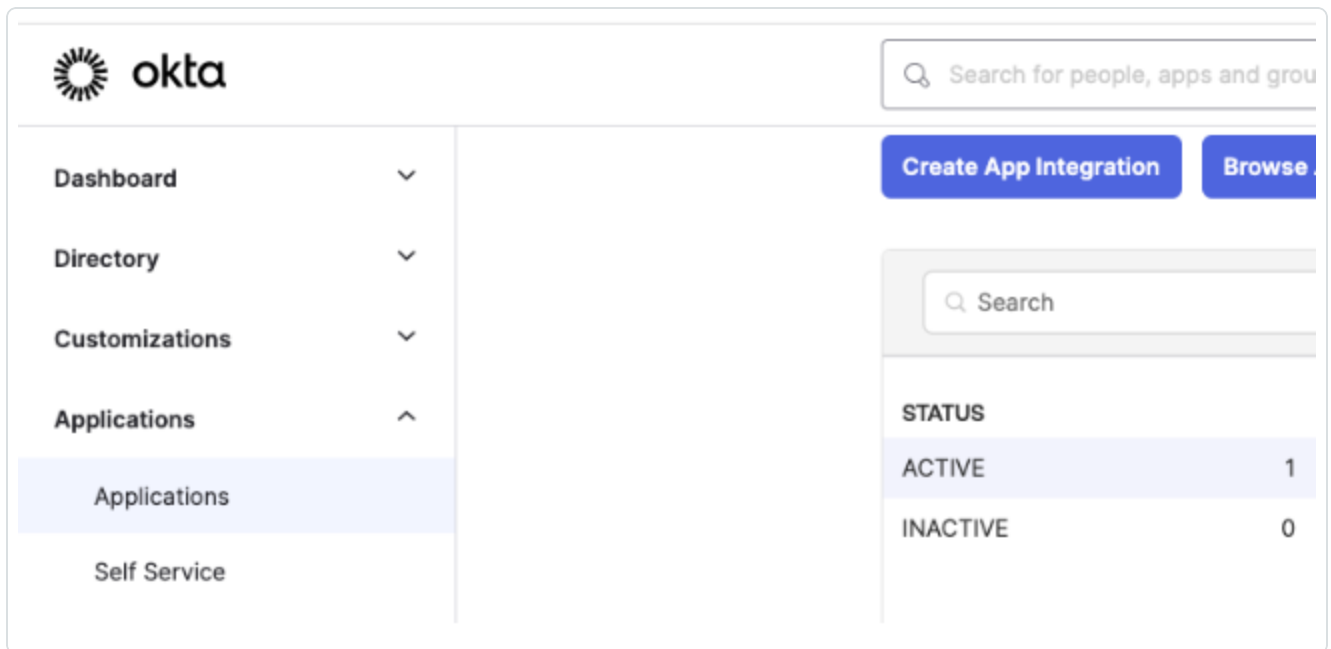 okta
Search for people, apps and grou
Create App Integration
Browse
Dashboard
Directory
Customizations
Applications
Applications
Self Service
Search
STATUS
ACTIVE 1
INACTIVE 0